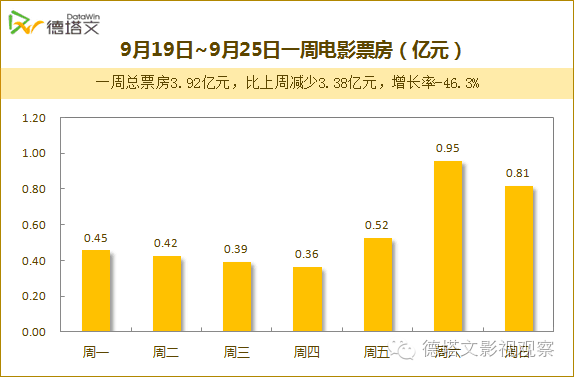 DataWin
德塔文
9月19日~9月25日一周电影票房（亿元）
一周总票房3.92亿元，比上周减少3.38亿元，增长率-46.3%
1.20
1.00
0.80
0.60
0.40
0.20
0.00
0.45
0.42
0.39
0.36
0.52
0.95
0.81
周一
周二
周三
周四
周五
周六
周日
德塔文影视观察